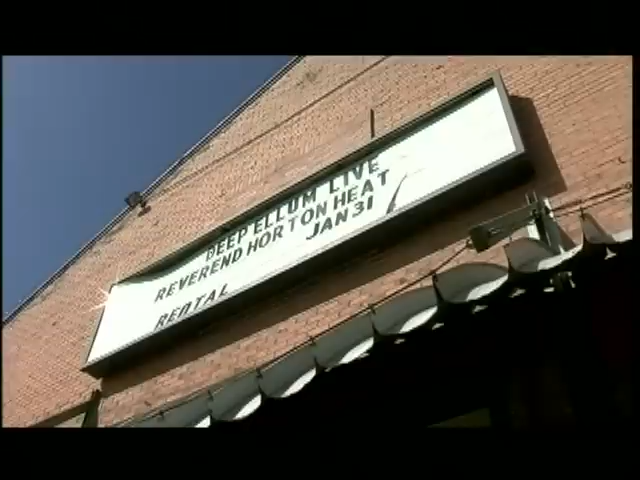 DEEP ELLUM LIVE
REVEREND HORTON HEAT
JAN 31
RENTAL